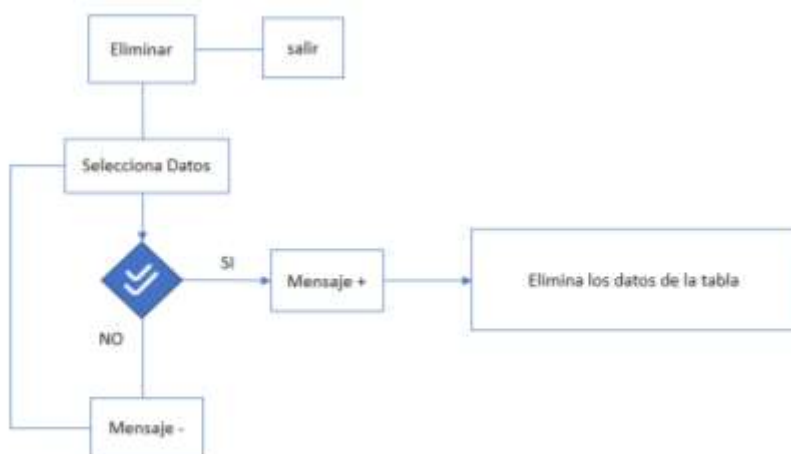 Eliminar
salir
Selecciona Datos
SI
Mensaje +
Elimina los datos de la tabla
NO
Mensaje -